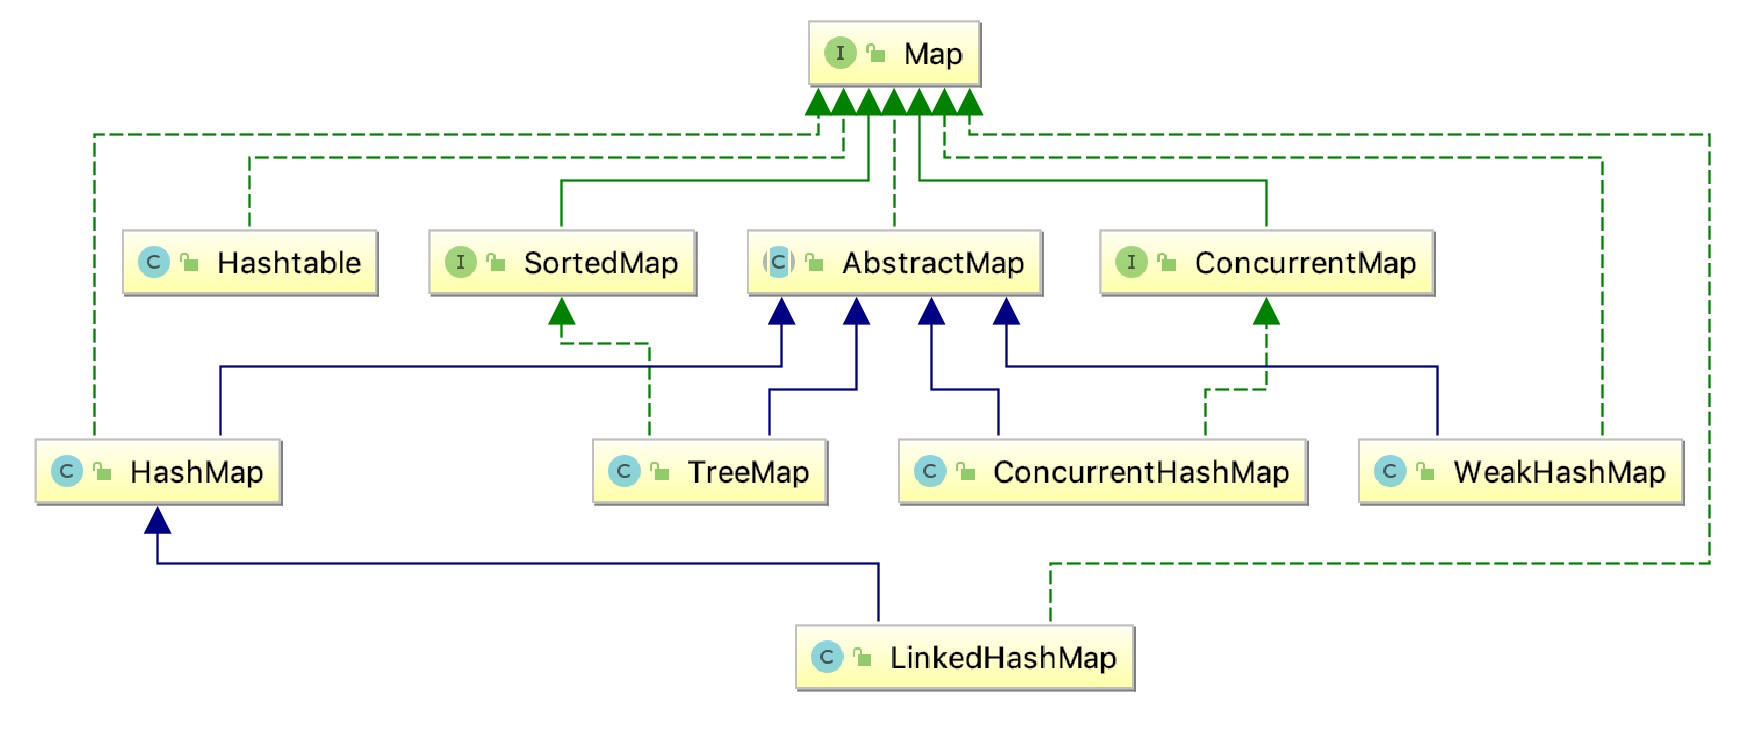 I Map
C Hashtable
I SortedMap
C AbstractMap
I ConcurrentMap
C HashMap
C TreeMap
C ConcurrentHashMap
C WeakHashMap
C LinkedHashMap